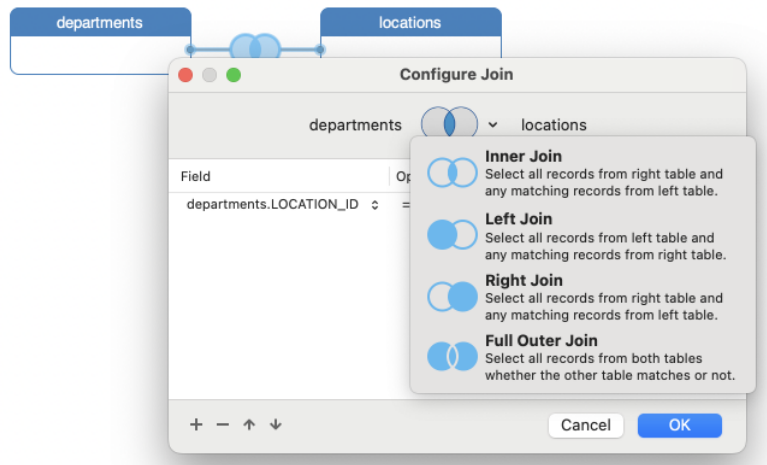 departments
locations
Configure Join
departments
locations
Field
departments.LOCATION_ID
=
Inner Join
Select all records from right table and
any matching records from left table.
Left Join
Select all records from left table and
any matching records from right table.
Right Join
Select all records from right table and
any matching records from left table.
Full Outer Join
Select all records from both tables
whether the other table matches or not.
Cancel
OK